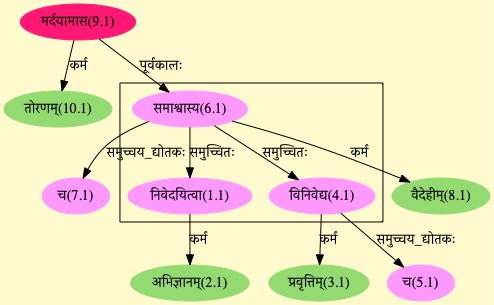 मर्दयामास(9.1)
कर्म पूर्वकालः
तोरणम्(10.1) समाश्वास्य(6.1)
समुच्चय_द्योतकः समुच्चितः समुच्चितः कर्म
च(7.1) निवेदयित्वा(1.1) विनिवेद्य(4.1) वैदेहीम्(8.1)
कर्म कर्म समुच्चय_द्योतकः
अभिज्ञानम्(2.1) प्रवृत्तिम्(3.1) च(5.1)